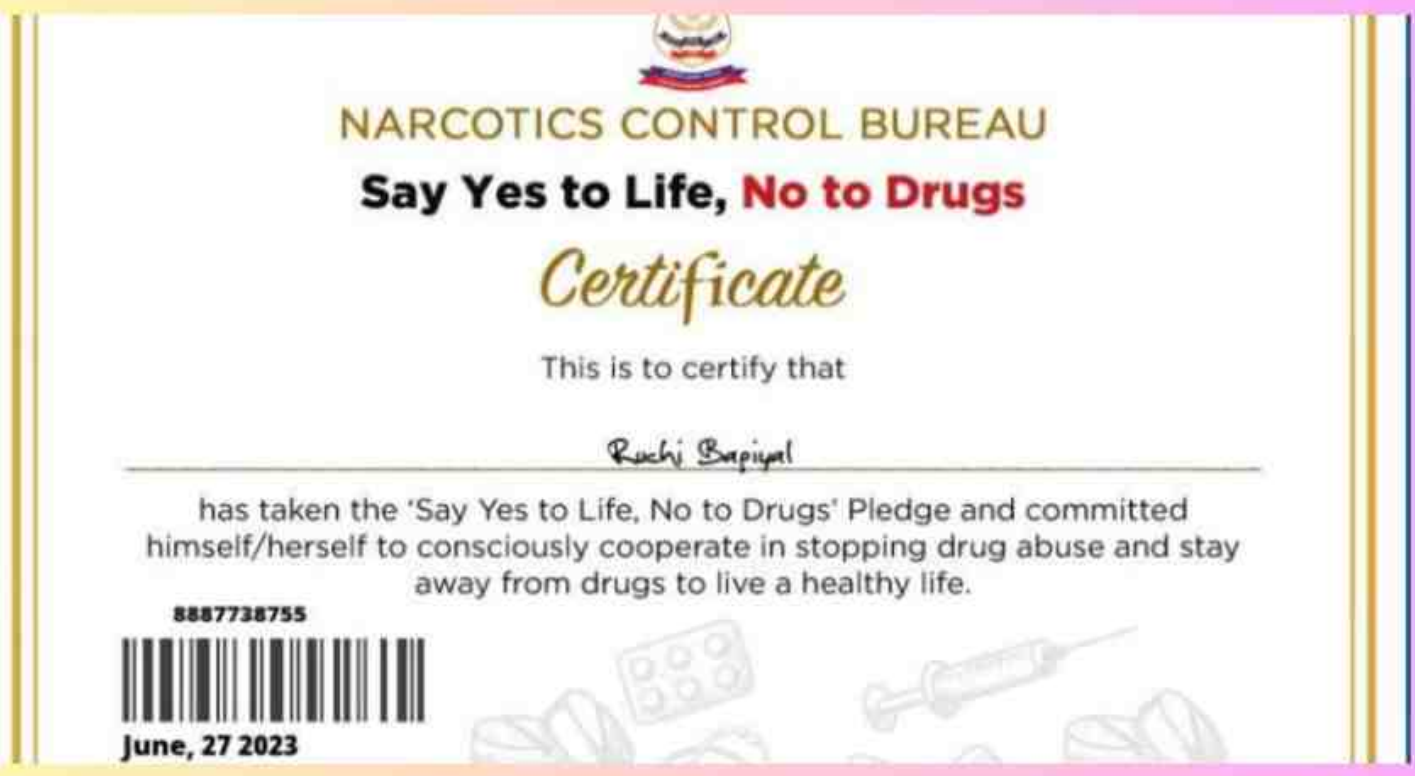 NARCOTICS CONTROL BUREAU
Say Yes to Life, No to Drugs
Certificate
This is to certify that
Ruchi Bapiyal
has taken the 'Say Yes to Life, No to Drugs' Pledge and committed
himself/herself to consciously cooperate in stopping drug abuse and stay
away from drugs to live a healthy life.
8887738755
June, 27 2023